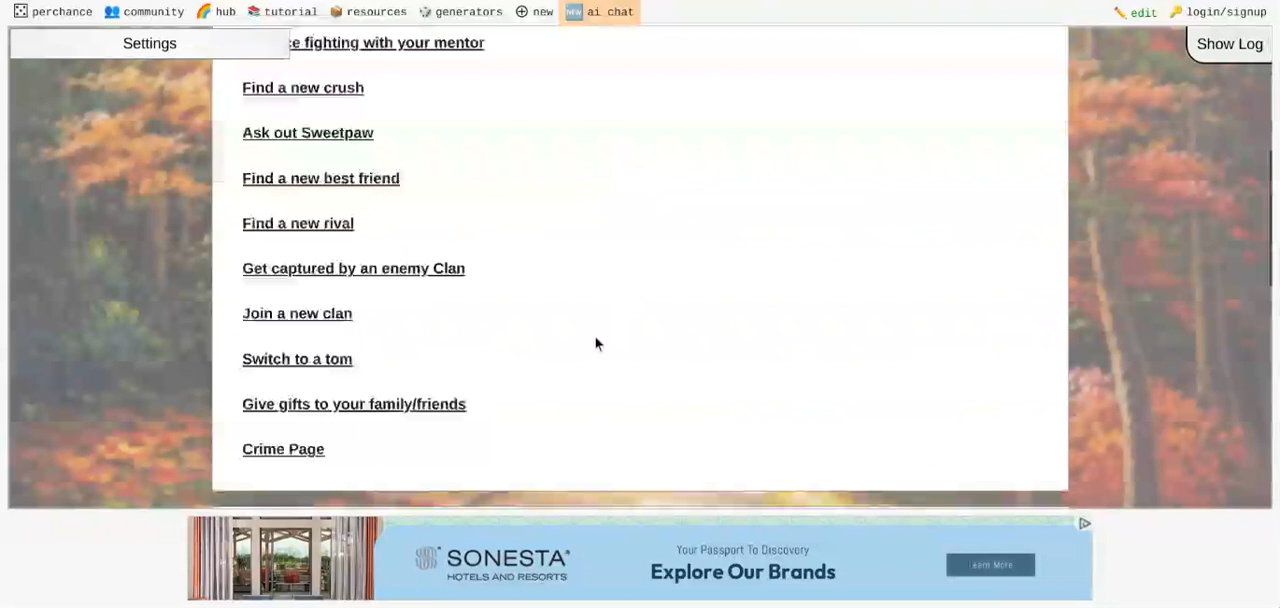 perchance community hub tutorial resources generators new NEW ai chat edit login/signup
Settings
Show Log
fighting with your mentor
Find a new crush
Ask out Sweetpaw
Find a new best friend
Find a new rival
Get captured by an enemy Clan
Join a new clan
Switch to a tom
Give gifts to your family/friends
Crime Page
SONESTA
HOTELS AND RESORTS
Your Passport To Discovery
Explore Our Brands
Learn More